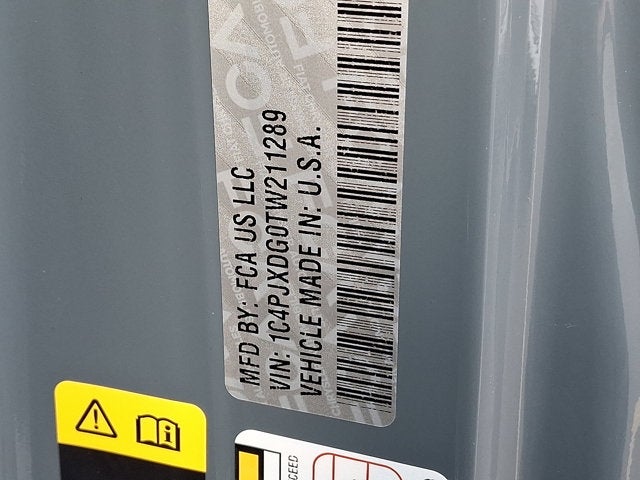 MFD BY: FCA US LLC
VIN: 1C4PJXDG0TW211289
VEHICLE MADE IN: U.S.A.